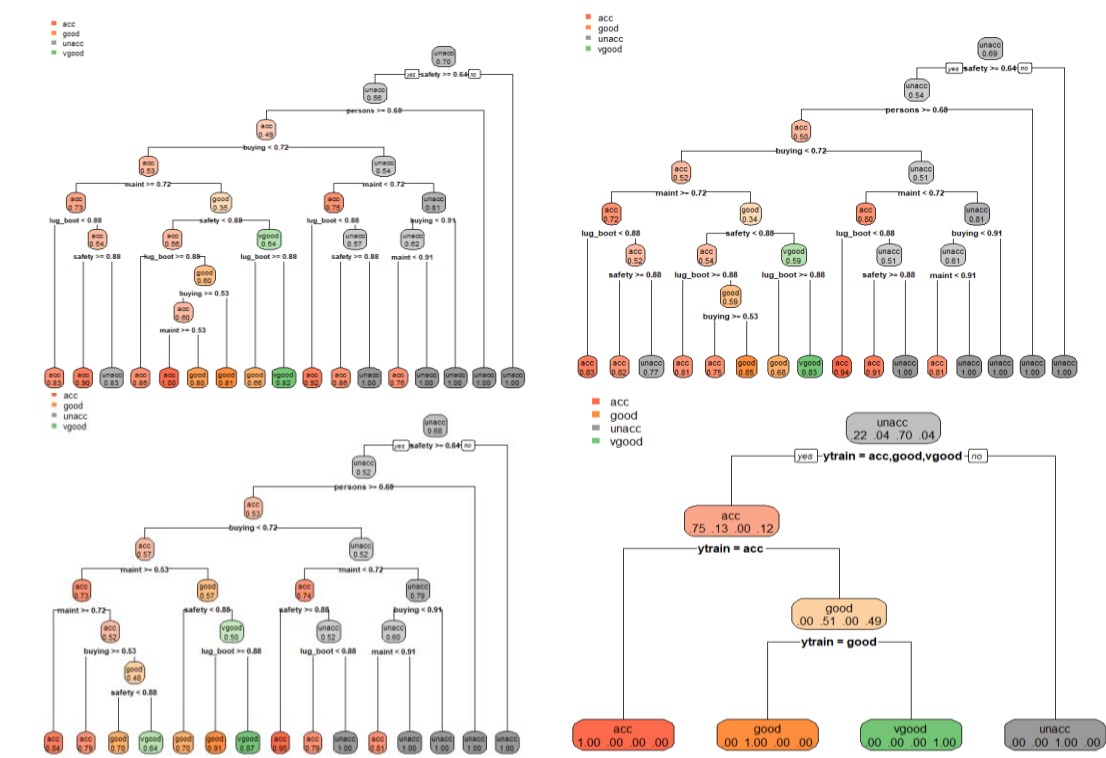 acc
good
unacc
vgood
unacc
0.70
yes safety >= 0.64 no
unacc
0.56
persons >= 0.68
acc
0.49
buying < 0.72
acc unacc
0.53 0.54
maint >= 0.72 maint < 0.72
acc good acc unacc
0.73 0.35 0.75 0.81
lug_boot < 0.88 safety < 0.88 lug_boot < 0.88 buying < 0.91
acc acc vgood unacc unacc
0.54 0.56 0.54 0.57 0.62
safety >= 0.88 lug_boot >= 0.88 lug_boot >= 0.88 safety >= 0.88 maint < 0.91
good
0.60
buying >= 0.53
acc
0.60
maint >= 0.53
acc acc unacc acc acc good good good vgood acc acc unacc acc unacc unacc unacc unacc
0.83 0.90 0.83 0.86 1.00 0.80 0.81 0.66 0.82 0.92 0.86 1.00 0.76 1.00 1.00 1.00 1.00
acc
good
unacc
vgood
unacc
0.69
yes safety >= 0.64 no
unacc
0.54
persons >= 0.68
acc
0.50
buying < 0.72
acc unacc
0.52 0.51
maint >= 0.72 maint < 0.72
acc good acc unacc
0.72 0.34 0.80 0.81
lug_boot < 0.88 safety < 0.88 lug_boot < 0.88 buying < 0.91
acc acc vgood unacc unacc
0.52 0.54 0.59 0.51 0.61
safety >= 0.88 lug_boot >= 0.88 lug_boot >= 0.88 safety >= 0.88 maint < 0.91
good
0.59
buying >= 0.53
acc acc unacc acc acc good good vgood acc acc unacc acc unacc unacc unacc unacc
0.83 0.82 0.77 0.81 0.75 0.85 0.68 0.83 0.94 0.91 1.00 0.81 1.00 1.00 1.00 1.00
acc
good
unacc
vgood
unacc
0.68
yes safety >= 0.64 no
unacc
0.52
persons >= 0.68
acc
0.53
buying < 0.72
acc unacc
0.57 0.52
maint >= 0.53 maint < 0.72
acc good acc unacc
0.73 0.57 0.74 0.79
maint >= 0.72 safety < 0.88 safety >= 0.88 buying < 0.91
acc vgood unacc unacc
0.52 0.50 0.52 0.60
buying >= 0.53 lug_boot >= 0.88 lug_boot < 0.88 maint < 0.91
good
0.48
safety < 0.88
acc acc good vgood good good vgood acc acc unacc acc unacc unacc unacc unacc
0.84 0.79 0.70 0.64 0.70 0.91 0.87 0.95 0.79 1.00 0.81 1.00 1.00 1.00 1.00
acc
good
unacc
vgood
unacc
.22 .04 .70 .04
yes ytrain = acc,good,vgood no
acc
.75 .13 .00 .12
ytrain = acc
good
.00 .51 .00 .49
ytrain = good
acc good vgood unacc
1.00 .00 .00 .00 .00 1.00 .00 .00 .00 .00 .00 1.00 .00 .00 1.00 .00